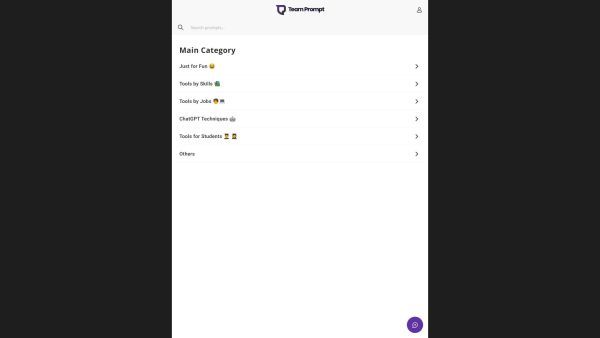 Team Prompt
Search prompts...
Main Category
Just for Fun 😂
Tools by Skills
Tools by Jobs
ChatGPT Techniques 🤖
Tools for Students 👨‍🎓 👩‍🎓
Others